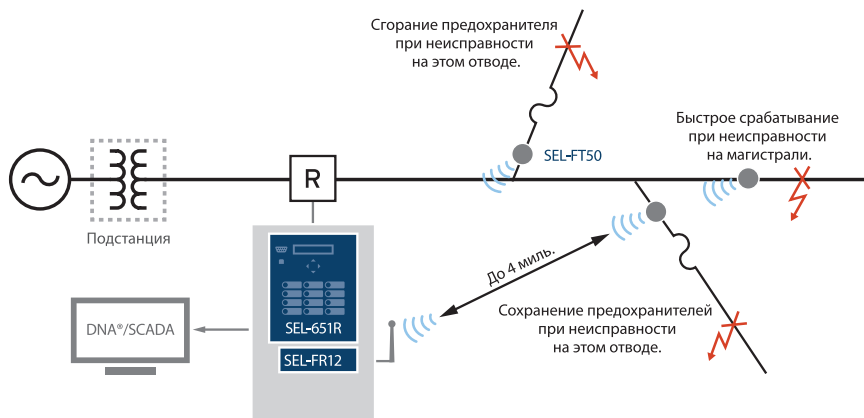 Сгорание предохранителя
при неисправности
на этом отводе.
SEL-FT50
Быстрое срабатывание
при неисправности
на магистрали.
R
Подстанция
До 4 миль.
SEL-651R
SEL-FR12
DNA®/SCADA
Сохранение предохранителей
при неисправности
на этом отводе.